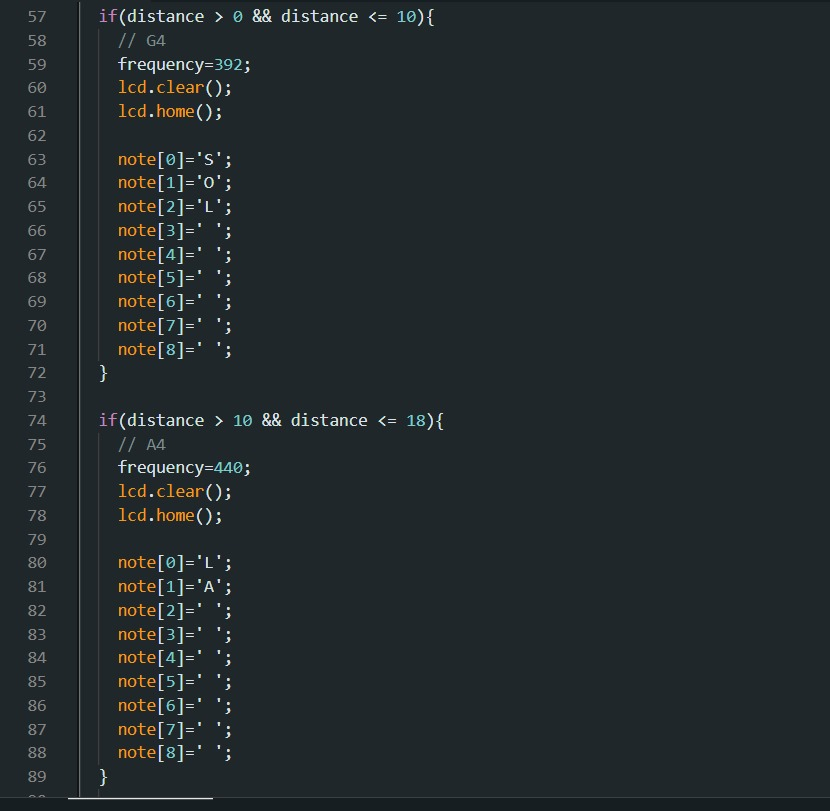 57 if(distance > 0 && distance <= 10){
58 // G4
59 frequency=392;
60 lcd.clear();
61 lcd.home();
62
63 note[0]='S';
64 note[1]='O';
65 note[2]='L';
66 note[3]=' ';
67 note[4]=' ';
68 note[5]=' ';
69 note[6]=' ';
70 note[7]=' ';
71 note[8]=' ';
72 }
73
74 if(distance > 10 && distance <= 18){
75 // A4
76 frequency=440;
77 lcd.clear();
78 lcd.home();
79
80 note[0]='L';
81 note[1]='A';
82 note[2]=' ';
83 note[3]=' ';
84 note[4]=' ';
85 note[5]=' ';
86 note[6]=' ';
87 note[7]=' ';
88 note[8]=' ';
89 }